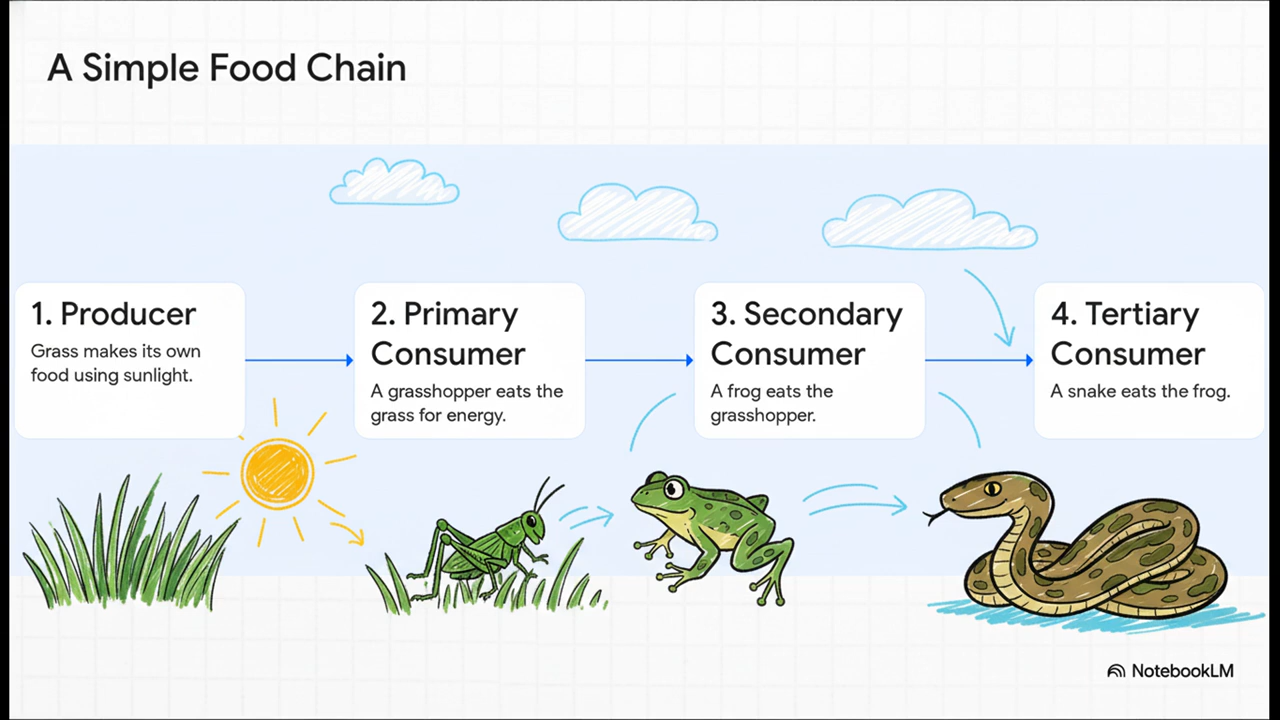 A Simple Food Chain
1. Producer
Grass makes its own
food using sunlight.
2. Primary
Consumer
A grasshopper eats the
grass for energy.
3. Secondary
Consumer
A frog eats the
grasshopper.
4. Tertiary
Consumer
A snake eats the frog.
NotebookLM